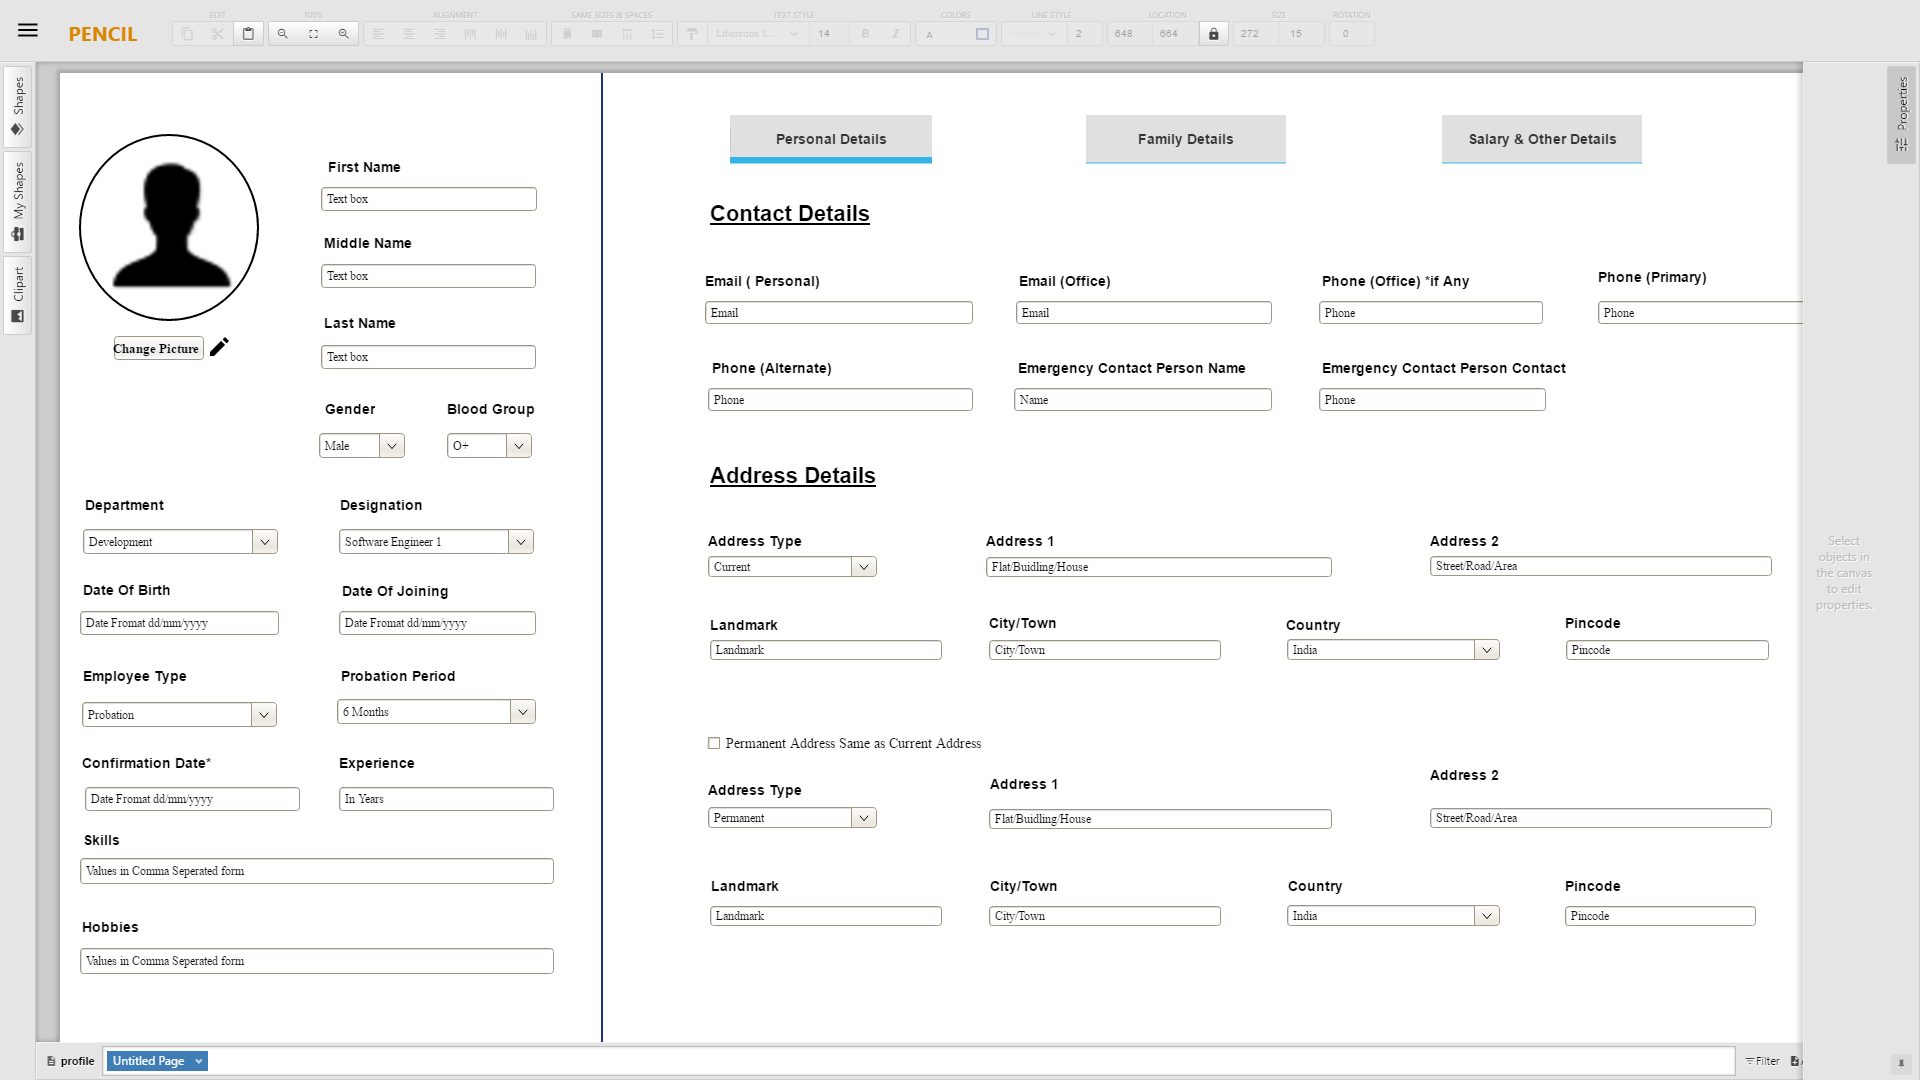 EDIT
100%
ALIGNMENT
SAME SIZES & SPACES
TEXT STYLE
COLORS
LINE STYLE
LOCATION
SIZE
ROTATION
PENCIL
Liberation S...
14
B
I
A
2
648
664
272
15
0
Shapes
My Shapes
Clipart
Properties
Personal Details
Family Details
Salary & Other Details
First Name
Text box
Middle Name
Text box
Last Name
Text box
Change Picture
Gender
Blood Group
Male
O+
Department
Designation
Development
Software Engineer 1
Date Of Birth
Date Of Joining
Date Fromat dd/mm/yyyy
Date Fromat dd/mm/yyyy
Employee Type
Probation Period
Probation
6 Months
Confirmation Date*
Experience
Date Fromat dd/mm/yyyy
In Years
Skills
Values in Comma Seperated form
Hobbies
Values in Comma Seperated form
Contact Details
Email ( Personal)
Email (Office)
Phone (Office) *if Any
Phone (Primary)
Email
Email
Phone
Phone
Phone (Alternate)
Emergency Contact Person Name
Emergency Contact Person Contact
Phone
Name
Phone
Address Details
Address Type
Address 1
Address 2
Current
Flat/Buidling/House
Street/Road/Area
Landmark
City/Town
Country
Pincode
Landmark
City/Town
India
Pincode
Permanent Address Same as Current Address
Address Type
Address 1
Address 2
Permanent
Flat/Buidling/House
Street/Road/Area
Landmark
City/Town
Country
Pincode
Landmark
City/Town
India
Pincode
Select
objects in
the canvas
to edit
properties.
profile
Untitled Page
Filter